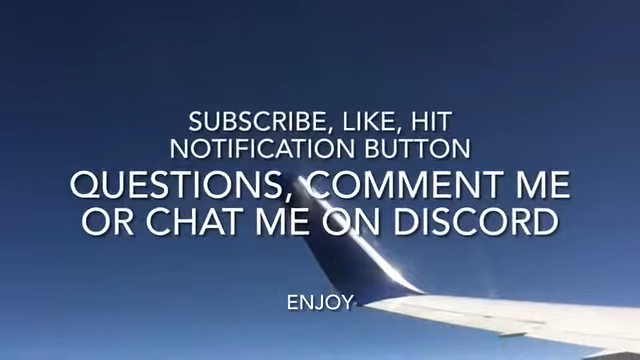 SUBSCRIBE, LIKE, HIT
NOTIFICATION BUTTON
QUESTIONS, COMMENT ME
OR CHAT ME ON DISCORD
ENJOY